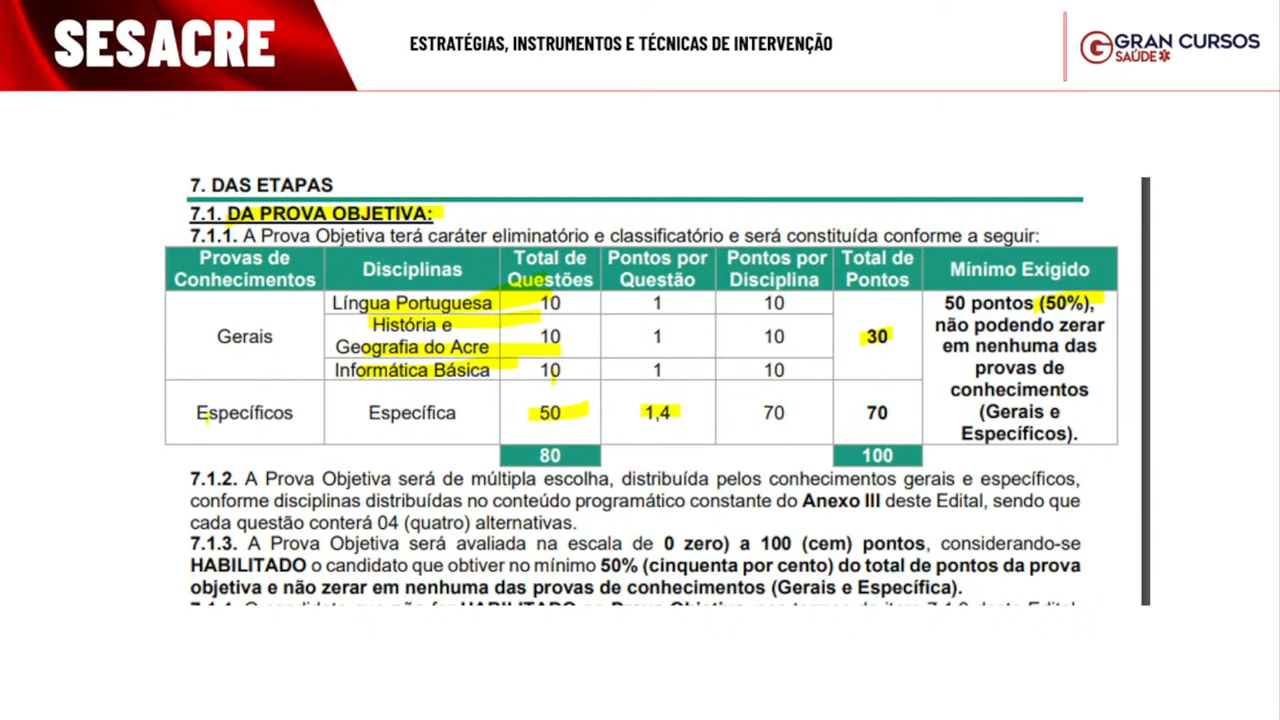 SESACRE
ESTRATÉGIAS, INSTRUMENTOS E TÉCNICAS DE INTERVENÇÃO
GRAN CURSOS
SAÚDE
7. DAS ETAPAS
7.1. DA PROVA OBJETIVA:
7.1.1. A Prova Objetiva terá caráter eliminatório e classificatório e será constituída conforme a seguir:
Provas de Conhecimentos Disciplinas Total de Questões Pontos por Questão Pontos por Disciplina Total de Pontos Mínimo Exigido
Gerais
Língua Portuguesa 10 1 10
História e
Geografia do Acre 10 1 10
Informática Básica 10 1 10
30
Específicos Específica 50 1,4 70 70
50 pontos (50%),
não podendo zerar
em nenhuma das
provas de
conhecimentos
(Gerais e
Específicos).
80 100
7.1.2. A Prova Objetiva será de múltipla escolha, distribuída pelos conhecimentos gerais e específicos,
conforme disciplinas distribuídas no conteúdo programático constante do Anexo III deste Edital, sendo que
cada questão conterá 04 (quatro) alternativas.
7.1.3. A Prova Objetiva será avaliada na escala de 0 zero) a 100 (cem) pontos, considerando-se
HABILITADO o candidato que obtiver no mínimo 50% (cinquenta por cento) do total de pontos da prova
objetiva e não zerar em nenhuma das provas de conhecimentos (Gerais e Específica).